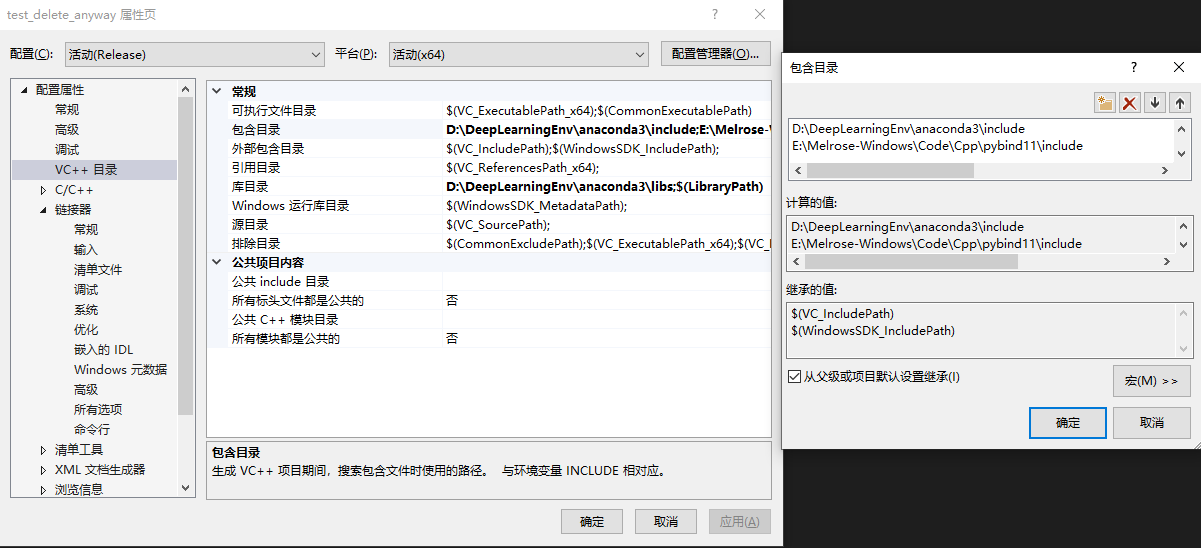 test_delete_anyway 属性页
配置(C): 活动(Release) 平台(P): 活动(x64) 配置管理器(O)...
配置属性
常规
高级
调试
VC++ 目录
C/C++
链接器
常规
输入
清单文件
调试
系统
优化
嵌入的 IDL
Windows 元数据
高级
所有选项
命令行
清单工具
XML 文档生成器
浏览信息
常规
可执行文件目录 $(VC_ExecutablePath_x64);$(CommonExecutablePath)
包含目录 D:\DeepLearningEnv\anaconda3\include;E:\Melrose-
外部包含目录 $(VC_IncludePath);$(WindowsSDK_IncludePath);
引用目录 $(VC_ReferencesPath_x64);
库目录 D:\DeepLearningEnv\anaconda3\libs;$(LibraryPath)
Windows 运行库目录 $(WindowsSDK_MetadataPath);
源目录 $(VC_SourcePath);
排除目录 $(CommonExcludePath);$(VC_ExecutablePath_x64);$(VC_
公共项目内容
公共 include 目录
所有标头文件都是公共的 否
公共 C++ 模块目录
所有模块都是公共的 否
包含目录
生成 VC++ 项目期间，搜索包含文件时使用的路径。 与环境变量 INCLUDE 相对应。
确定 取消 应用(A)
包含目录
D:\DeepLearningEnv\anaconda3\include
E:\Melrose-Windows\Code\Cpp\pybind11\include
计算的值:
D:\DeepLearningEnv\anaconda3\include
E:\Melrose-Windows\Code\Cpp\pybind11\include
继承的值:
$(VC_IncludePath)
$(WindowsSDK_IncludePath)
从父级或项目默认设置继承(I)
宏(M) >>
确定 取消